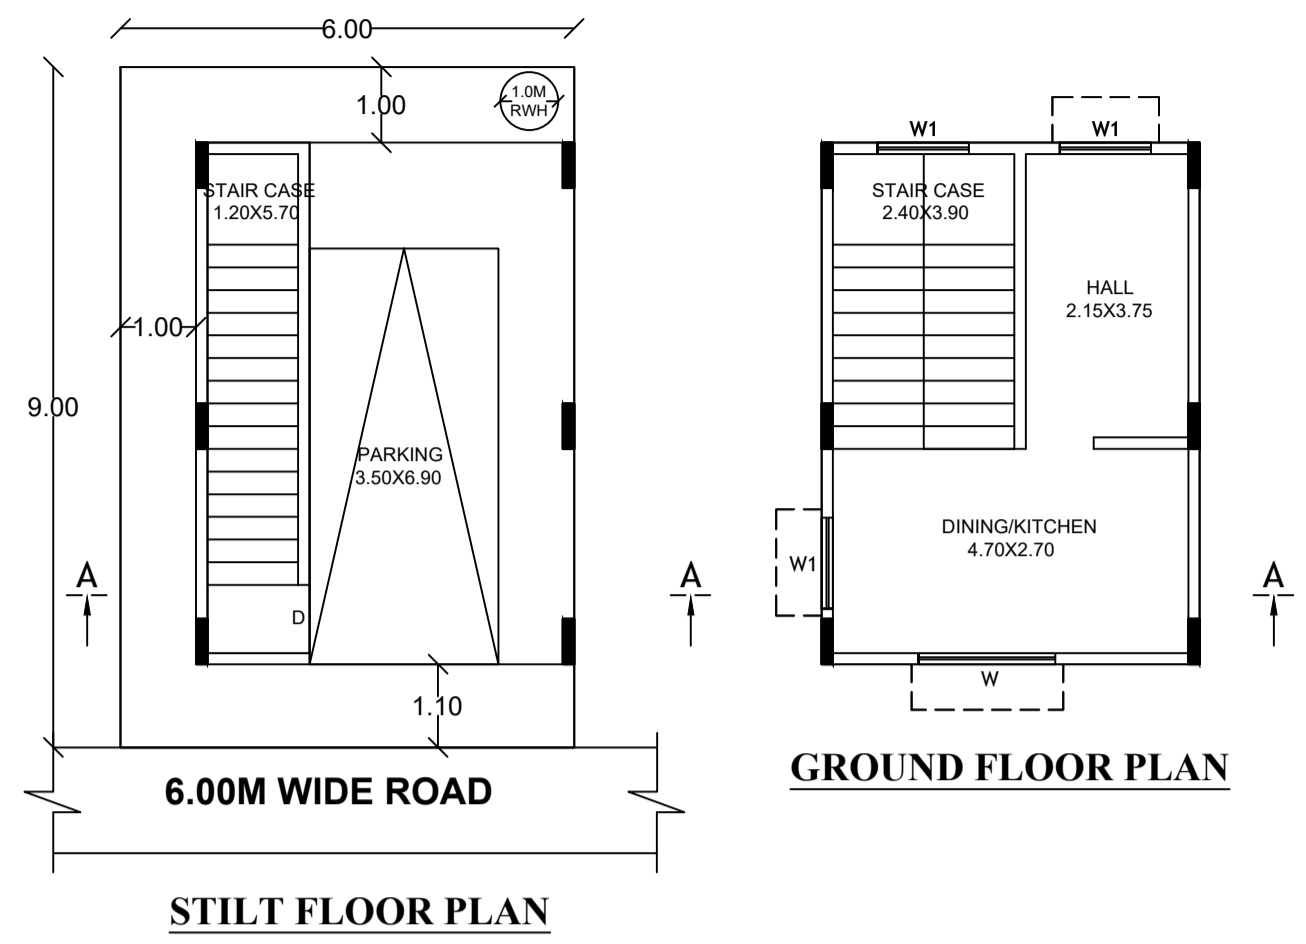 6.00
1.00
1.0M
RWH
STAIR CASE
1.20X5.70
1.00
9.00
PARKING
3.50X6.90
A
A
D
1.10
6.00M WIDE ROAD
STILT FLOOR PLAN
W1
W1
STAIR CASE
2.40X3.90
HALL
2.15X3.75
DINING/KITCHEN
4.70X2.70
W1
A
W
GROUND FLOOR PLAN